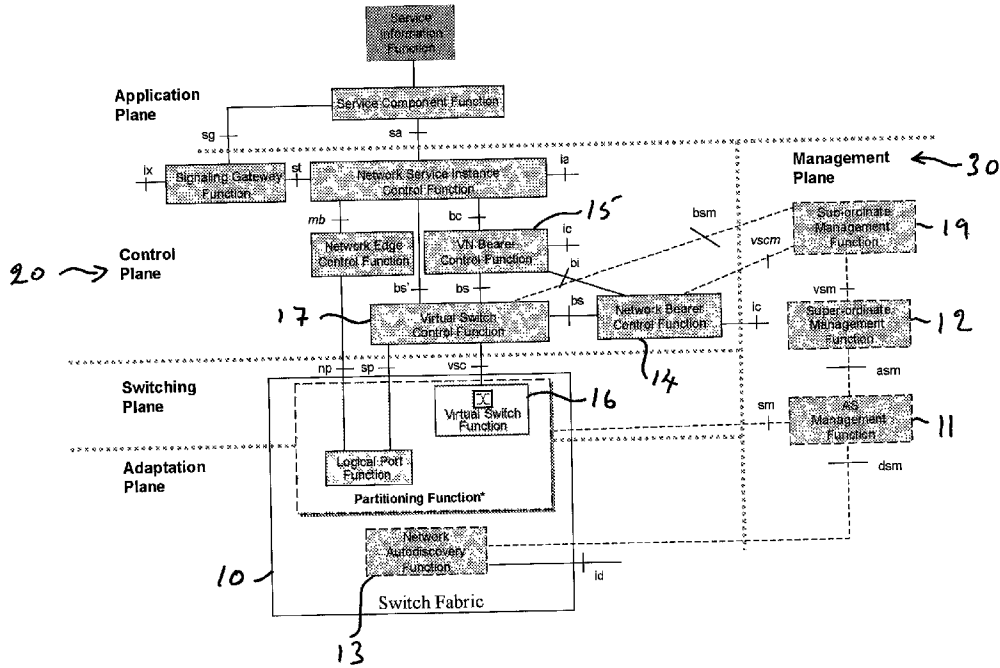 Service
Information
Function
Application
Plane
Service Component Function
sg
sa
ix
Signaling Gateway
Function
st
Network Service Instance
Control Function
ia
Management
Plane
30
mb
bc
15
bsm
Sub-ordinate
Management
Function
19
vscm
20
Control
Plane
Network Edge
Control Function
VN Bearer
Control Function
ic
bi
bs'
bs
vsm
17
Virtual Switch
Control Function
bs
Network Bearer
Control Function
ic
Super-ordinate
Management
Function
12
14
np
sp
vsc
asm
Switching
Plane
Virtual Switch
Function
16
sm
AS
Management
Function
11
Adaptation
Plane
Logical Port
Function
dsm
Partitioning Function*
Network
Autodiscovery
Function
10
id
Switch Fabric
13